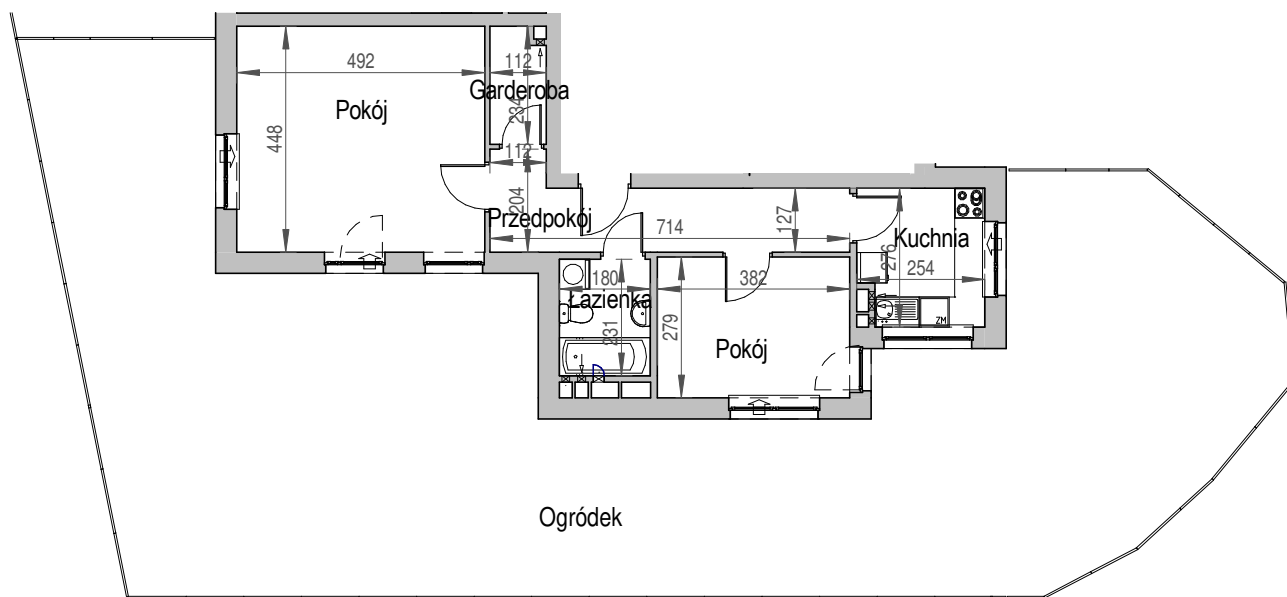 492
112
Garderoba
Pokój
234
448
112
204
Przedpokój
714
127
Kuchnia
276
254
180
Łazienka
231
382
279
Pokój
ZM
Ogródek